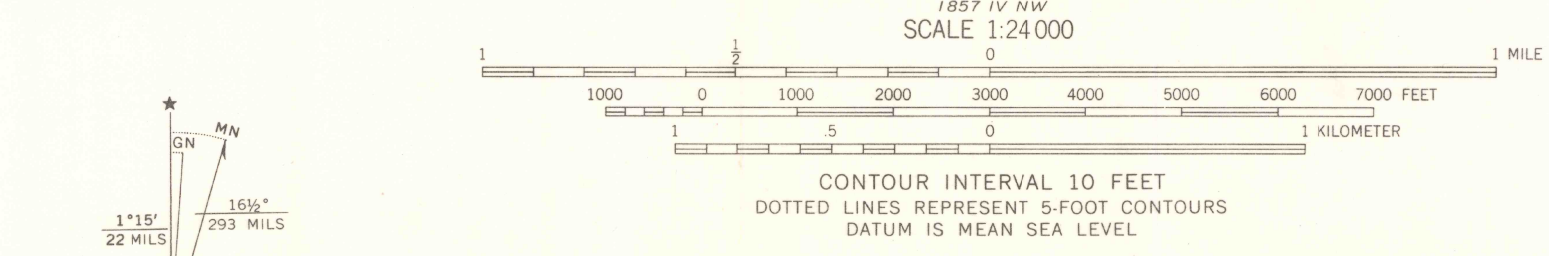 1857 IV NW
SCALE 1:24 000
1 ½ 0 1 MILE
1000 0 1000 2000 3000 4000 5000 6000 7000 FEET
1 .5 0 1 KILOMETER
CONTOUR INTERVAL 10 FEET
DOTTED LINES REPRESENT 5-FOOT CONTOURS
DATUM IS MEAN SEA LEVEL
★
MN
GN
1°15′
22 MILS
16½°
293 MILS